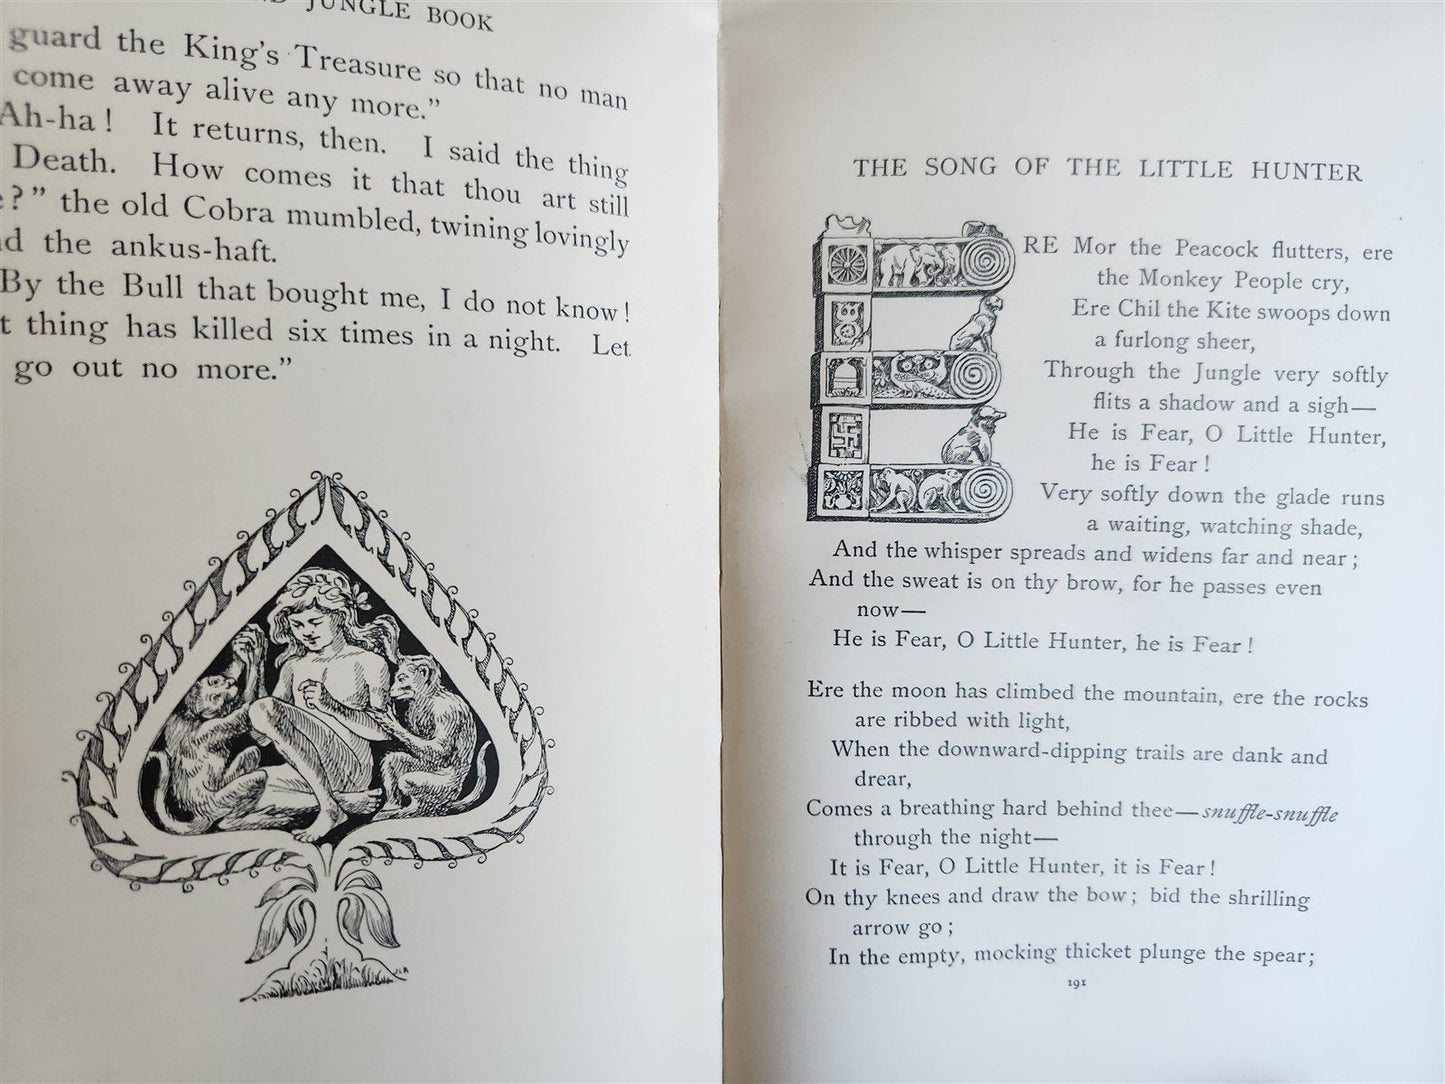 JUNGLE BOOK
guard the King's Treasure so that no man
come away alive any more."
Ah-ha! It returns, then. I said the thing
Death. How comes it that thou art still
?" the old Cobra mumbled, twining lovingly
the ankus-haft.
By the Bull that bought me, I do not know!
thing has killed six times in a night. Let
go out no more."
THE SONG OF THE LITTLE HUNTER
ERE Mor the Peacock flutters, ere
the Monkey People cry,
Ere Chil the Kite swoops down
a furlong sheer,
Through the Jungle very softly
flits a shadow and a sigh—
He is Fear, O Little Hunter,
he is Fear!
Very softly down the glade runs
a waiting, watching shade,
And the whisper spreads and widens far and near;
And the sweat is on thy brow, for he passes even
now—
He is Fear, O Little Hunter, he is Fear!
Ere the moon has climbed the mountain, ere the rocks
are ribbed with light,
When the downward-dipping trails are dank and
drear,
Comes a breathing hard behind thee—snuffle-snuffle
through the night—
It is Fear, O Little Hunter, it is Fear!
On thy knees and draw the bow; bid the shrilling
arrow go;
In the empty, mocking thicket plunge the spear;
191